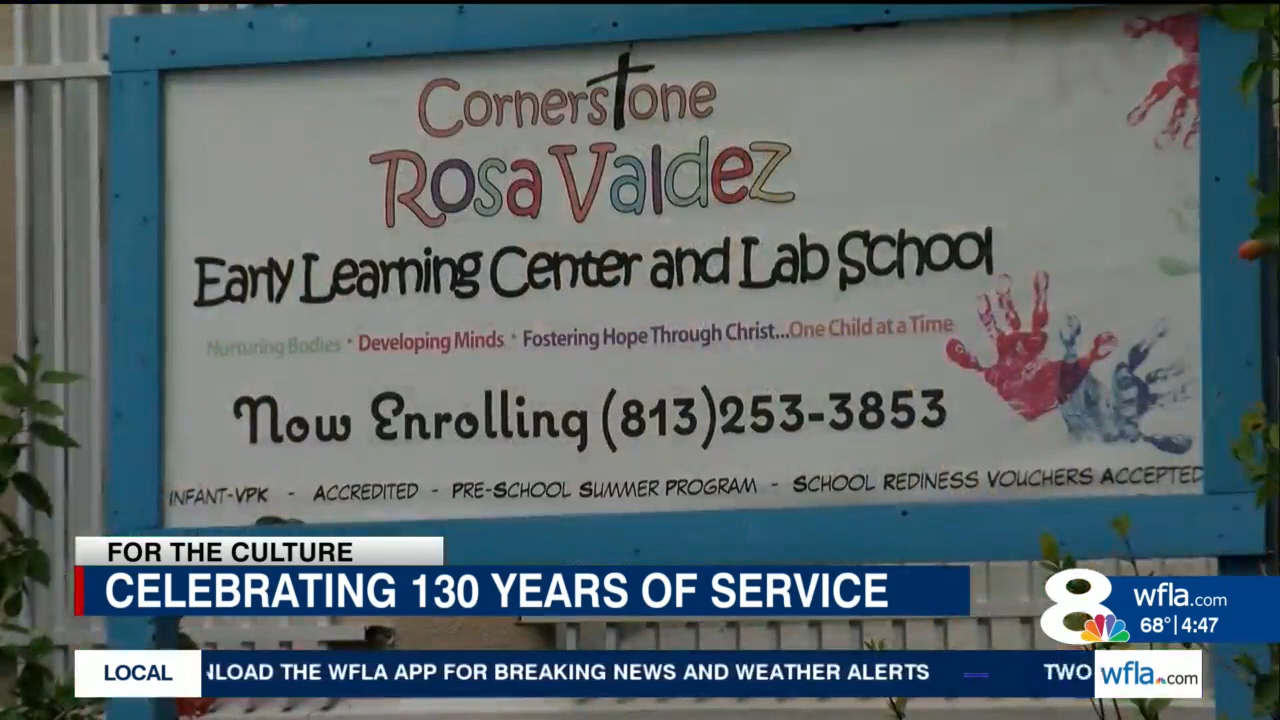 Cornerstone
Rosa Valdez
Early Learning Center and Lab School
Nurturing Bodies • Developing Minds • Fostering Hope Through Christ...One Child at a Time
Now Enrolling (813)253-3853
INFANT-VPK - ACCREDITED - PRE-SCHOOL SUMMER PROGRAM - SCHOOL REDINESS VOUCHERS ACCEPTED
FOR THE CULTURE
CELEBRATING 130 YEARS OF SERVICE
8 wfla.com
68° | 4:47
LOCAL NLOAD THE WFLA APP FOR BREAKING NEWS AND WEATHER ALERTS TWO wfla.com